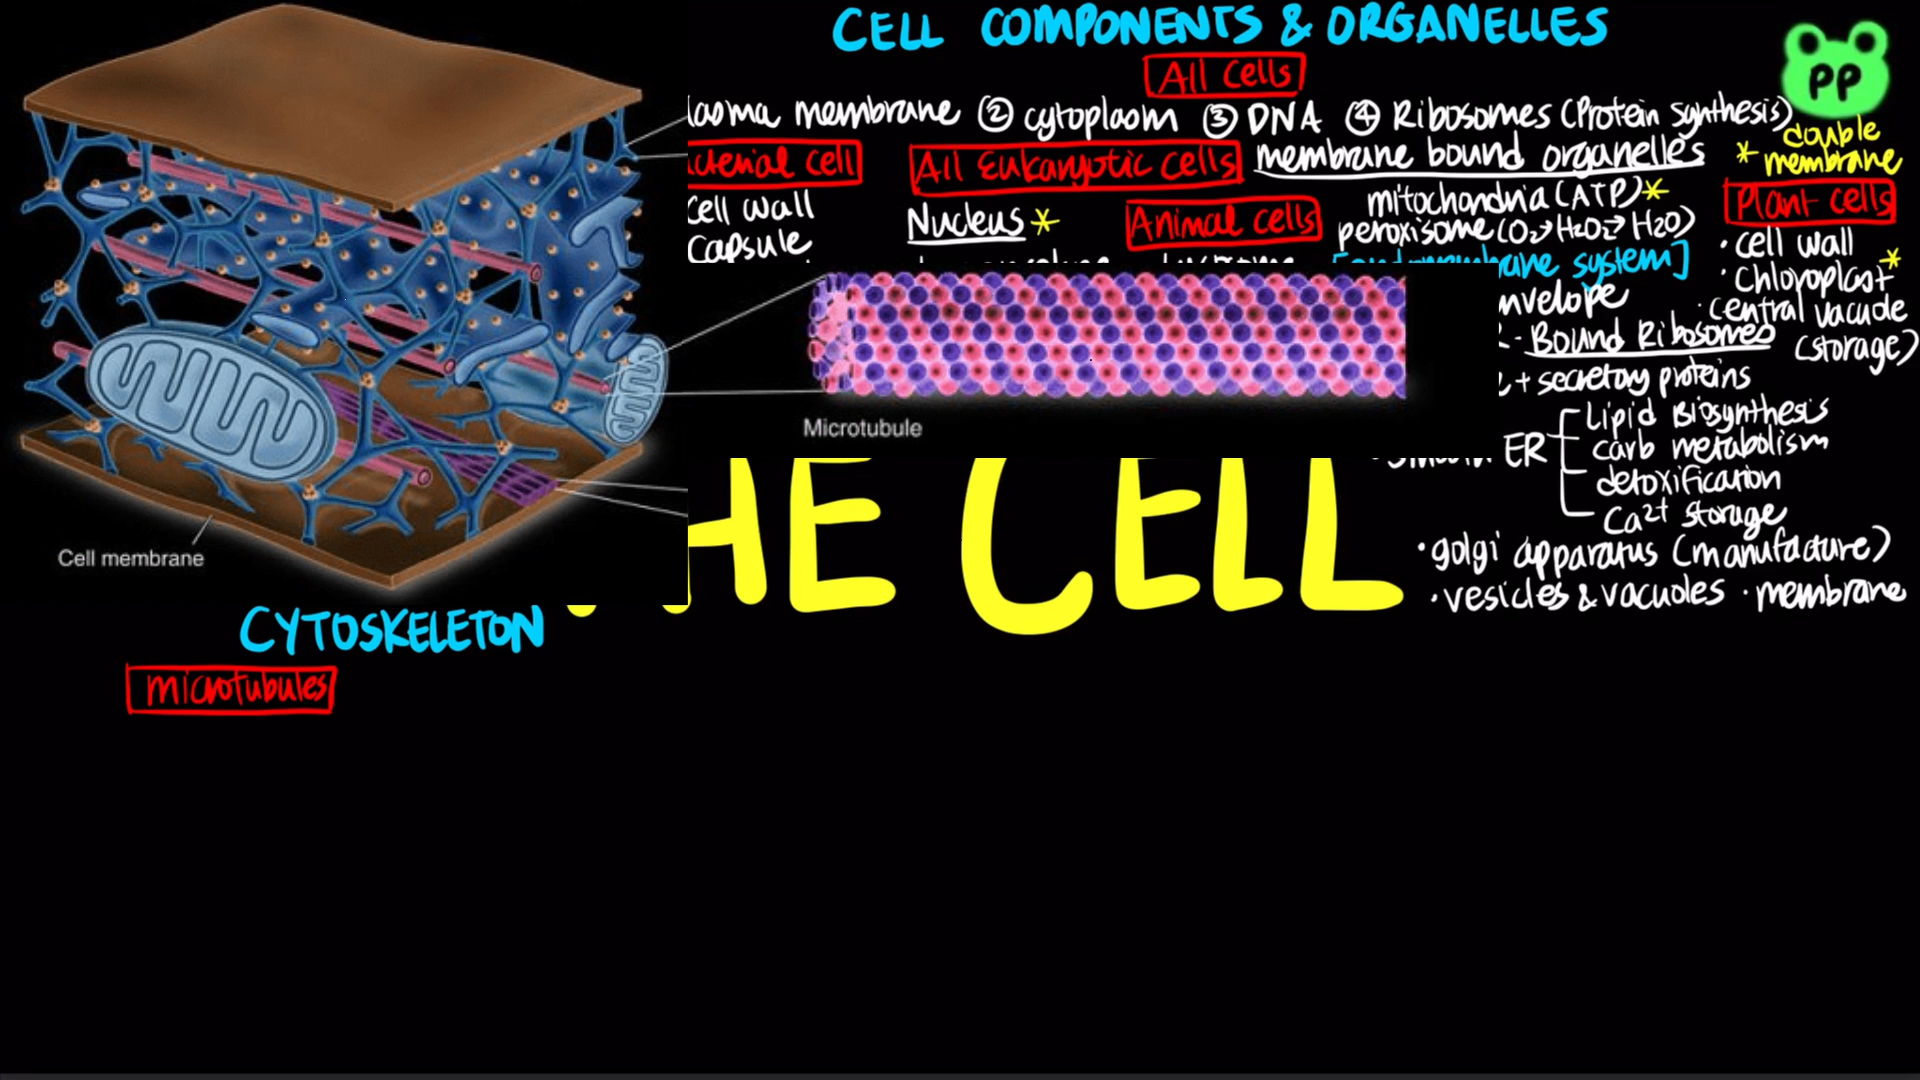 CELL COMPONENTS & ORGANELLES
PP
All Cells
membrane ② cytoplasm ③ DNA ④ Ribosomes (Protein synthesis)
* double membrane
cell
All Eukaryotic cells
membrane bound organelles
Plant cells
cell wall
capsule
Nucleus *
Animal cells
mitochondria (ATP) *
peroxisome (O2→H2O2→H2O)
system]
· cell wall
· Chloroplast *
· central vacuole
(storage)
Bound Ribosomes
+ secretory proteins
ER
Lipid Biosynthesis
carb metabolism
detoxification
Ca2+ storage
· golgi apparatus (manufacture)
· vesicles & vacuoles · membrane
Microtubule
Cell membrane
CELL
CYTOSKELETON
microtubules